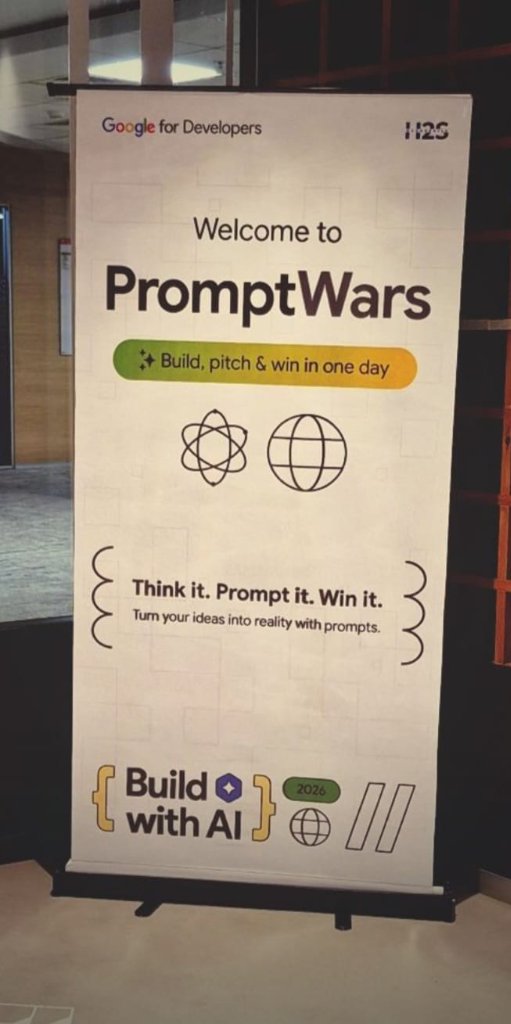 Google for Developers
H2S
Welcome to
PromptWars
Build, pitch & win in one day
Think it. Prompt it. Win it.
Turn your ideas into reality with prompts.
Build
with AI
2026